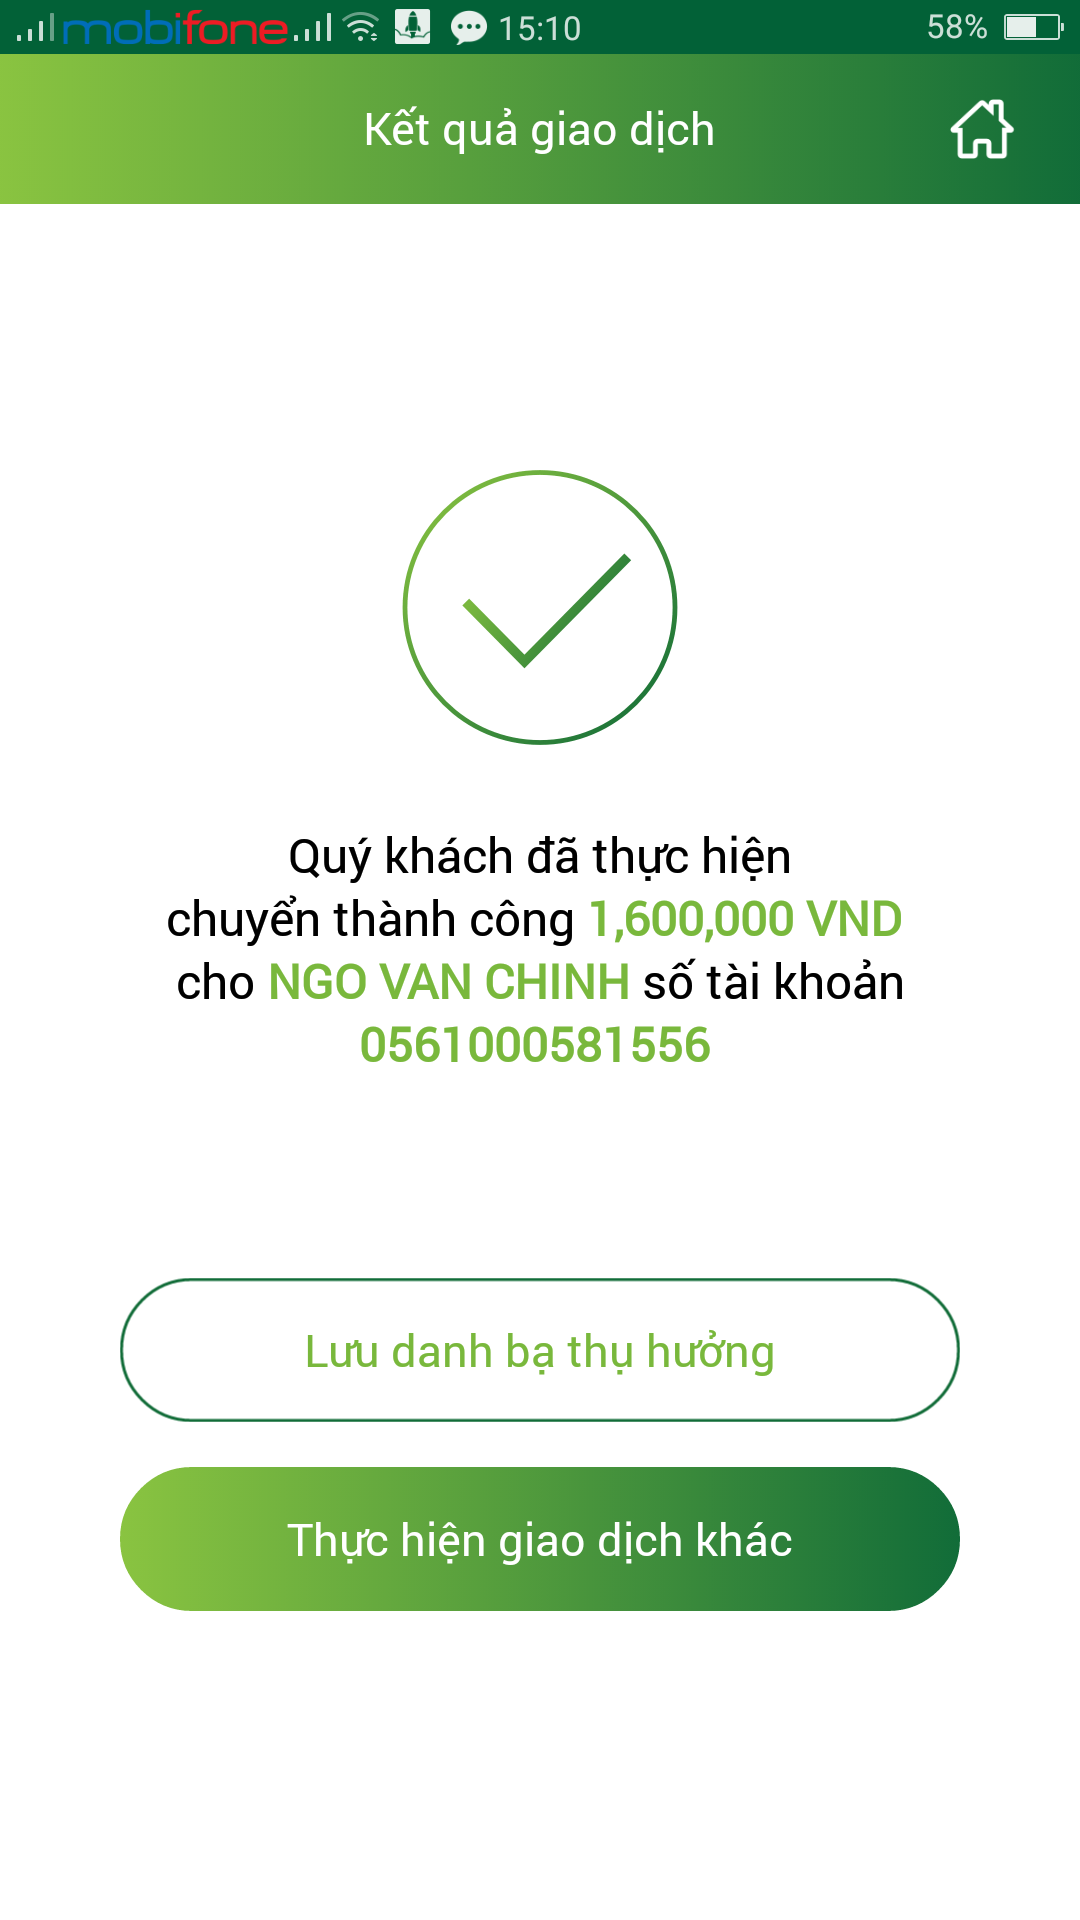 mobifone 15:10 58%
Kết quả giao dịch
Quý khách đã thực hiện
chuyển thành công 1,600,000 VND
cho NGO VAN CHINH số tài khoản
0561000581556
Lưu danh bạ thụ hưởng
Thực hiện giao dịch khác